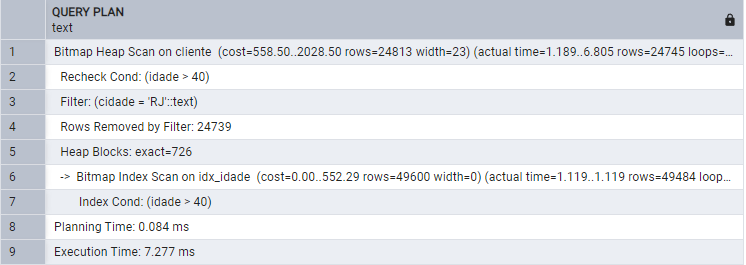 QUERY PLAN
text
1 Bitmap Heap Scan on cliente (cost=558.50..2028.50 rows=24813 width=23) (actual time=1.189..6.805 rows=24745 loops=...
2 Recheck Cond: (idade > 40)
3 Filter: (cidade = 'RJ'::text)
4 Rows Removed by Filter: 24739
5 Heap Blocks: exact=726
6 -> Bitmap Index Scan on idx_idade (cost=0.00..552.29 rows=49600 width=0) (actual time=1.119..1.119 rows=49484 loop...
7 Index Cond: (idade > 40)
8 Planning Time: 0.084 ms
9 Execution Time: 7.277 ms